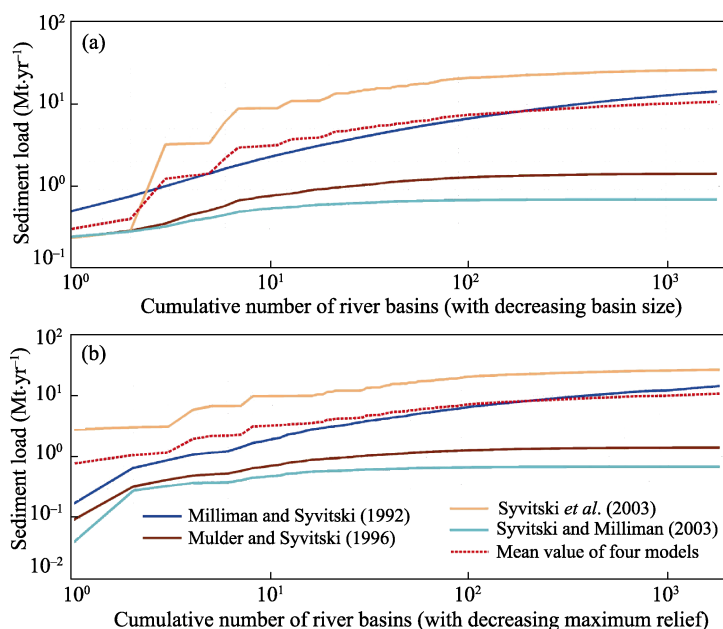 (a)
Sediment load (Mt·yr⁻¹)
10²
10¹
10⁰
10⁻¹
10⁰
10¹
10²
10³
Cumulative number of river basins (with decreasing basin size)
(b)
Sediment load (Mt·yr⁻¹)
10²
10¹
10⁰
10⁻¹
10⁻²
Milliman and Syvitski (1992)
Mulder and Syvitski (1996)
Syvitski et al. (2003)
Syvitski and Milliman (2003)
Mean value of four models
10⁰
10¹
10²
10³
Cumulative number of river basins (with decreasing maximum relief)